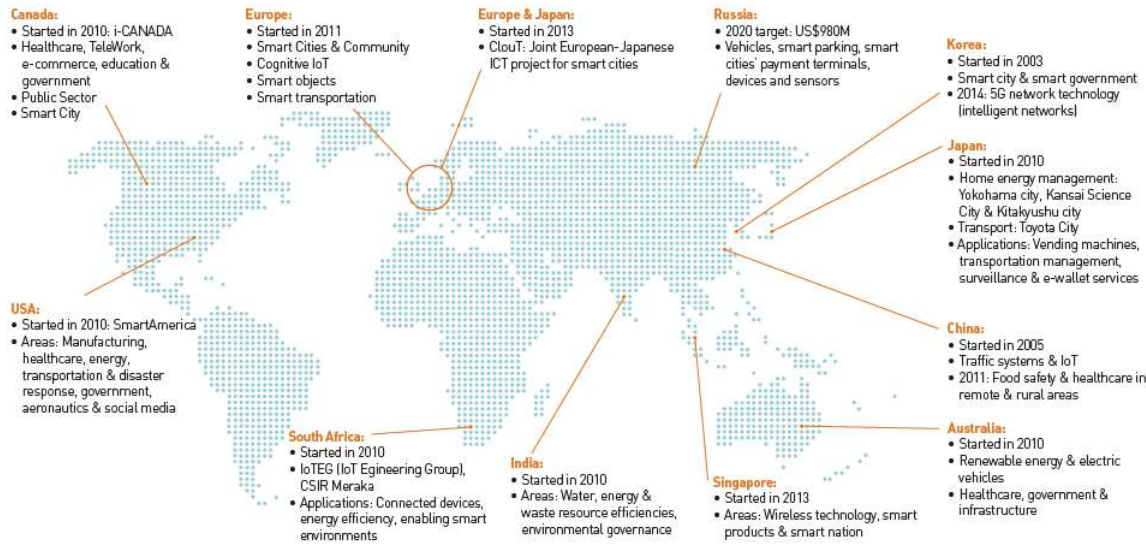 Canada:
• Started in 2010: i-CANADA
• Healthcare, TeleWork,
e-commerce, education &
government
• Public Sector
• Smart City
Europe:
• Started in 2011
• Smart Cities & Community
• Cognitive IoT
• Smart objects
• Smart transportation
Europe & Japan:
• Started in 2013
• ClouT: Joint European-Japanese
ICT project for smart cities
Russia:
• 2020 target: US$980M
• Vehicles, smart parking, smart
cities' payment terminals,
devices and sensors
Korea:
• Started in 2003
• Smart city & smart government
• 2014: 5G network technology
(intelligent networks)
Japan:
• Started in 2010
• Home energy management:
Yokohama city, Kansai Science
City & Kitakyushu city
• Transport: Toyota City
• Applications: Vending machines,
transportation management,
surveillance & e-wallet services
USA:
• Started in 2010: SmartAmerica
• Areas: Manufacturing,
healthcare, energy,
transportation & disaster
response, government,
aeronautics & social media
China:
• Started in 2005
• Traffic systems & IoT
• 2011: Food safety & healthcare in
remote & rural areas
South Africa:
• Started in 2010
• IoTEG (IoT Egineering Group),
CSIR Meraka
• Applications: Connected devices,
energy efficiency, enabling smart
environments
India:
• Started in 2010
• Areas: Water, energy &
waste resource efficiencies,
environmental governance
Singapore:
• Started in 2013
• Areas: Wireless technology, smart
products & smart nation
Australia:
• Started in 2010
• Renewable energy & electric
vehicles
• Healthcare, government &
infrastructure